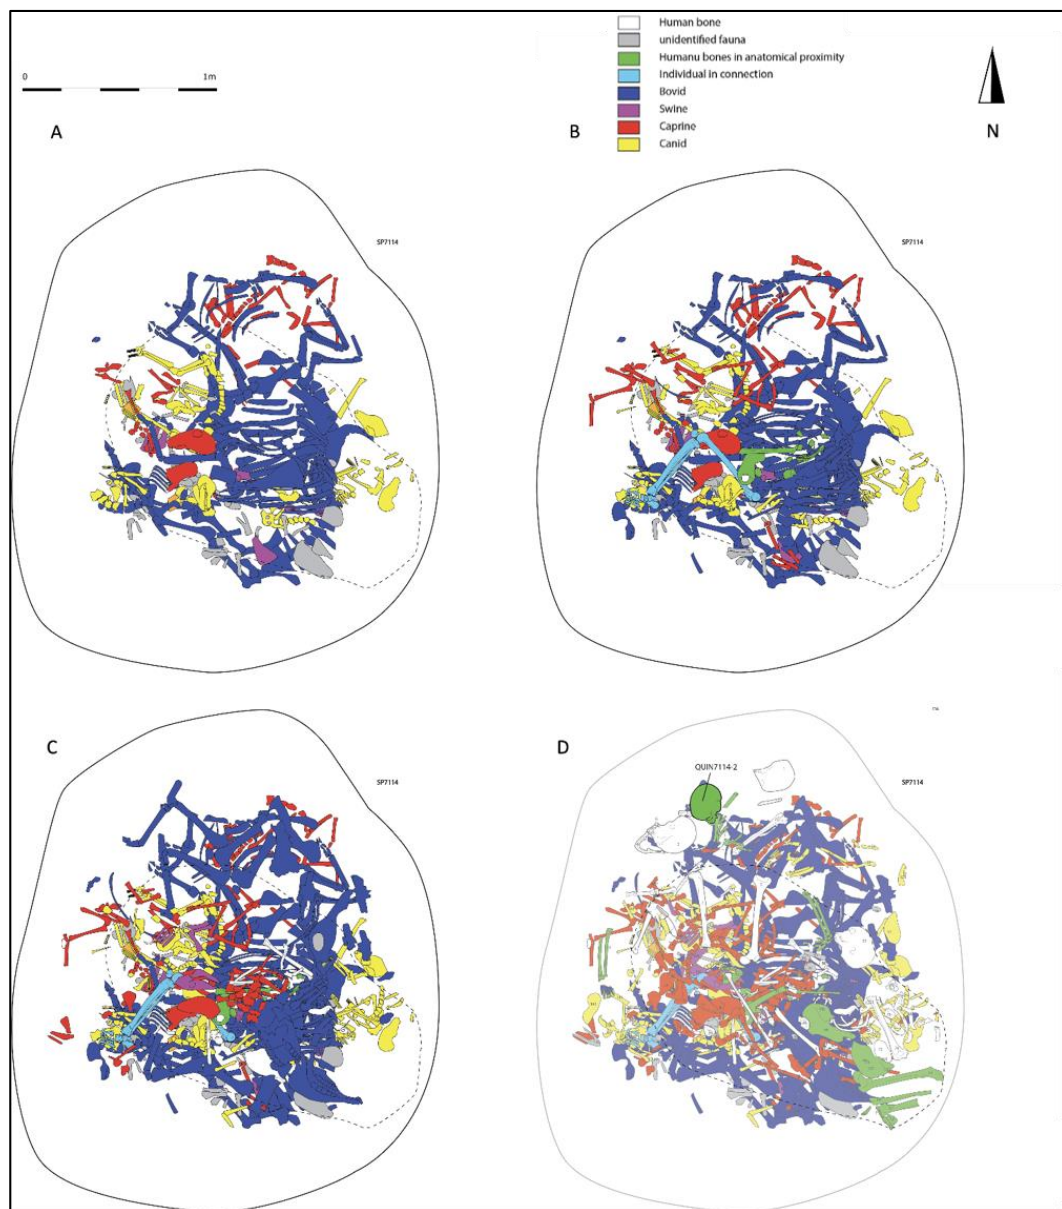 Human bone
unidentified fauna
Humanu bones in anatomical proximity
Individual in connection
Bovid
Swine
Caprine
Canid
0 1m
N
A
B
SP7114
SP7114
C
D
SP7114
QUIN7114-2
SP7114